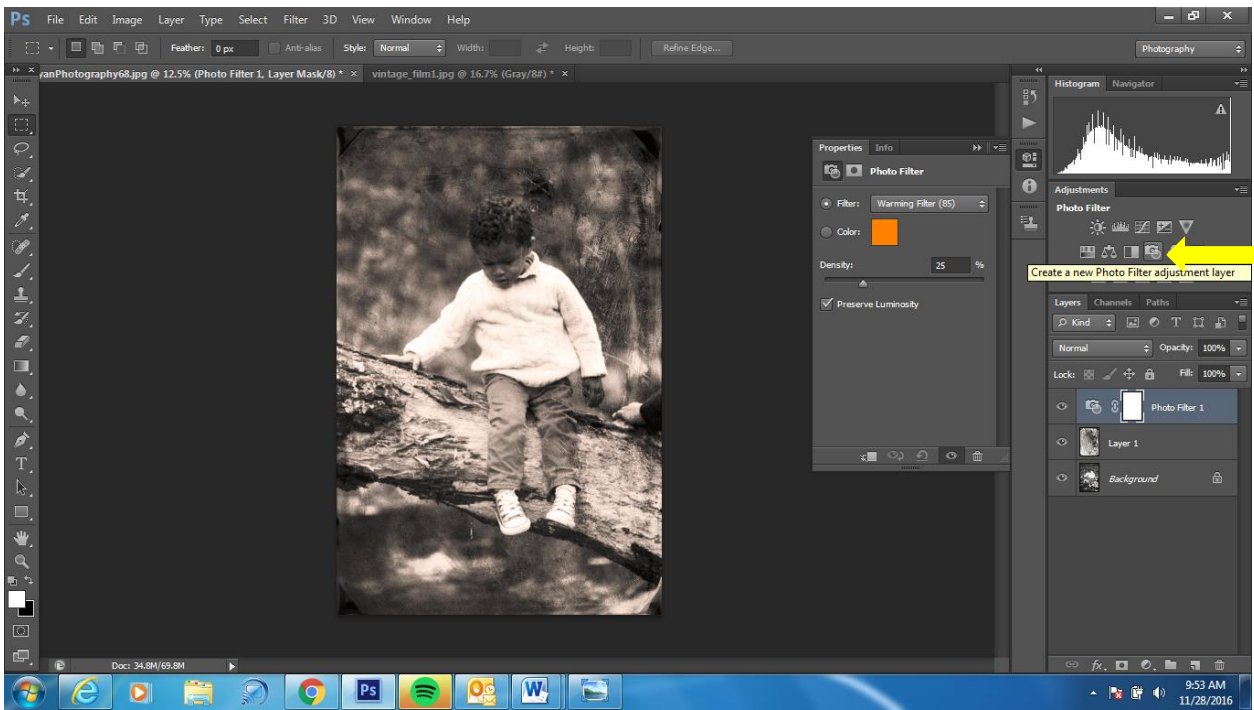 Ps File Edit Image Layer Type Select Filter 3D View Window Help
Feather: 0 px Anti-alias Style: Normal Width: Height: Refine Edge... Photography
yanPhotography68.jpg @ 12.5% (Photo Filter 1, Layer Mask/8) * × vintage_film1.jpg @ 16.7% (Gray/8#) * ×
Histogram Navigator
Properties Info
Photo Filter
Filter: Warming Filter (85)
Color:
Density: 25 %
Preserve Luminosity
Adjustments
Photo Filter
Create a new Photo Filter adjustment layer
Layers Channels Paths
Kind
Normal Opacity: 100%
Lock: Fill: 100%
Photo Filter 1
Layer 1
Background
fx
Doc: 34.8M/69.8M
Ps
9:53 AM
11/28/2016